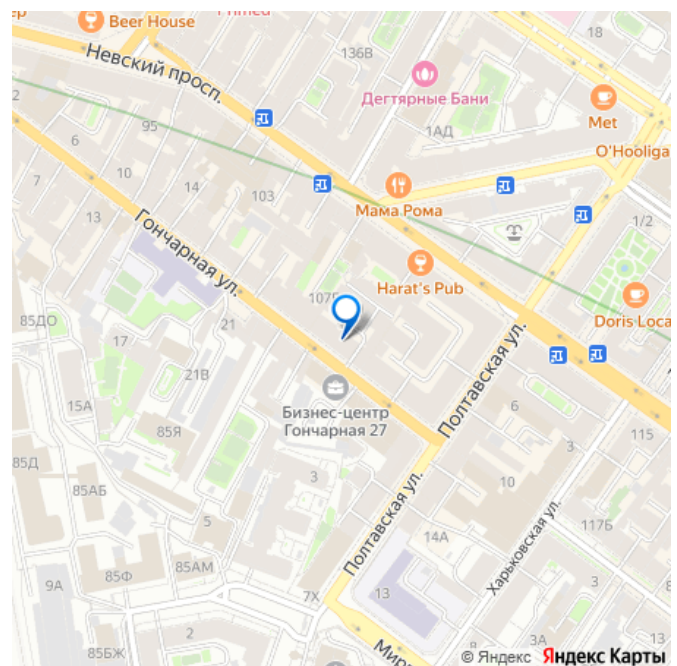 Beer House
Невский просп.
136В
18
Дегтярные Бани
Met
1АД
O'Hooliga
2
6
95
10
14
103
7
13
Мама Рома
1/2
Гончарная ул.
Harat's Pub
Doris Loca
85ДО
17
21
21В
Бизнес-центр
Гончарная 27
Полтавская ул.
6
115
15А
85Я
3
3
85Д
85АБ
10
5
14А
Харьковская ул.
117Б
Полтавская ул.
9А
85Ф
85АМ
7Х
13
3
2
8
3А
85БЖ
Мир
© Яндекс Яндекс Карты